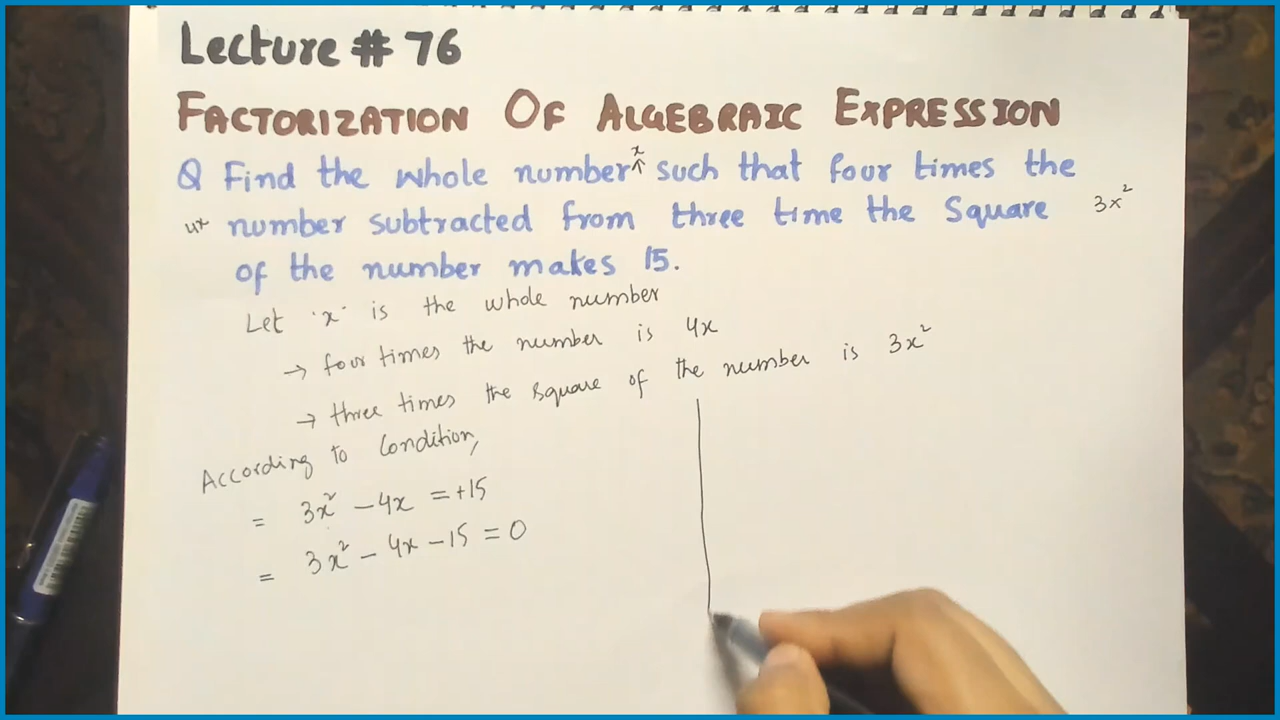 Lecture # 76
FACTORIZATION OF ALGEBRAIC EXPRESSION
Q Find the whole number ^x such that four times the
4x number subtracted from three time the square 3x²
of the number makes 15.
Let 'x' is the whole number
→ four times the number is 4x
→ three times the square of the number is 3x²
According to Condition,
= 3x² - 4x = +15
= 3x² - 4x - 15 = 0